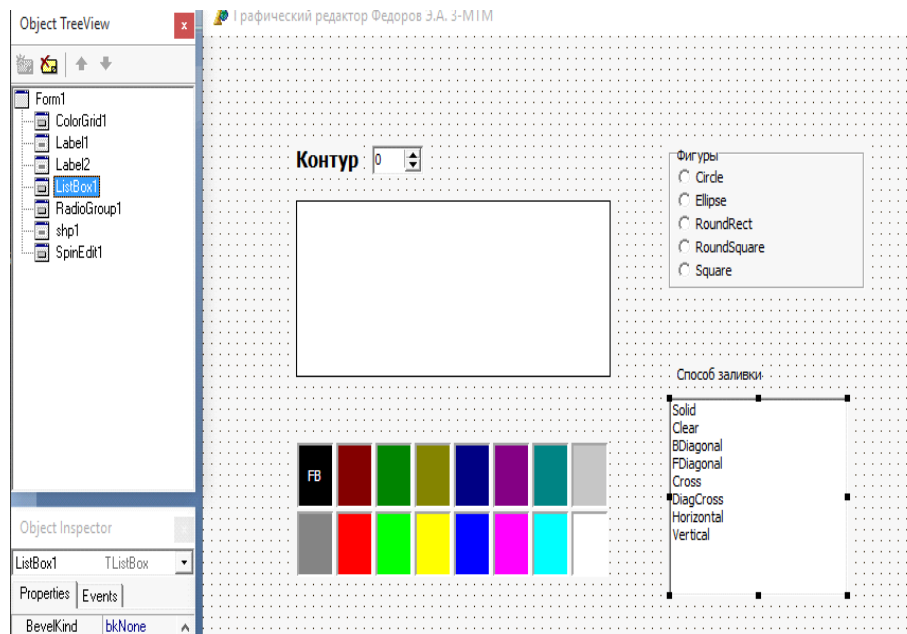 Object TreeView
x
Графический редактор Федоров Э.А. 3-МТМ
Form1
ColorGrid1
Label1
Label2
ListBox1
RadioGroup1
shp1
SpinEdit1
Контур
0
Фигуры
Circle
Ellipse
RoundRect
RoundSquare
Square
Способ заливки
Solid
Clear
BDiagonal
FDiagonal
Cross
DiagCross
Horizontal
Vertical
FB
Object Inspector
ListBox1 TListBox
Properties Events
BevelKind bkNone